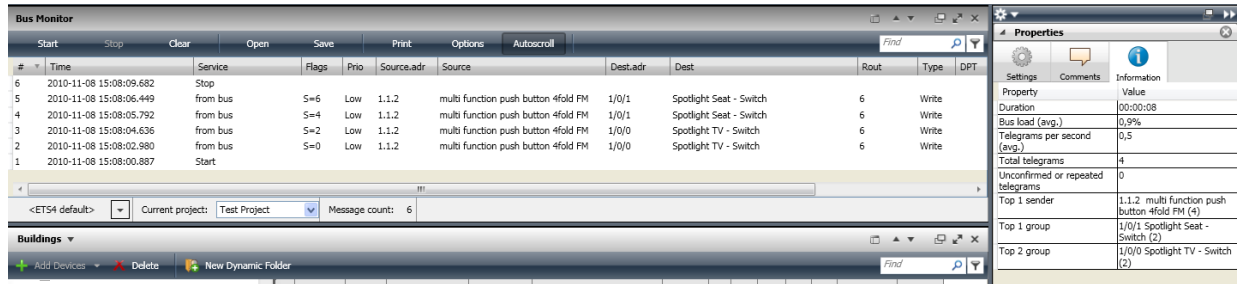 Bus Monitor
Start Stop Clear Open Save Print Options Autoscroll Find
# Time Service Flags Prio Source.adr Source Dest.adr Dest Rout Type DPT
6 2010-11-08 15:08:09.682 Stop
5 2010-11-08 15:08:06.449 from bus S=6 Low 1.1.2 multi function push button 4fold FM 1/0/1 Spotlight Seat - Switch 6 Write
4 2010-11-08 15:08:05.792 from bus S=4 Low 1.1.2 multi function push button 4fold FM 1/0/1 Spotlight Seat - Switch 6 Write
3 2010-11-08 15:08:04.636 from bus S=2 Low 1.1.2 multi function push button 4fold FM 1/0/0 Spotlight TV - Switch 6 Write
2 2010-11-08 15:08:02.980 from bus S=0 Low 1.1.2 multi function push button 4fold FM 1/0/0 Spotlight TV - Switch 6 Write
1 2010-11-08 15:08:00.887 Start
<ETS4 default> Current project: Test Project Message count: 6
Buildings
Add Devices Delete New Dynamic Folder Find
Properties
Settings Comments Information
Property Value
Duration 00:00:08
Bus load (avg.) 0,9%
Telegrams per second 0,5
(avg.)
Total telegrams 4
Unconfirmed or repeated 0
telegrams
Top 1 sender 1.1.2 multi function push
button 4fold FM (4)
Top 1 group 1/0/1 Spotlight Seat -
Switch (2)
Top 2 group 1/0/0 Spotlight TV - Switch
(2)